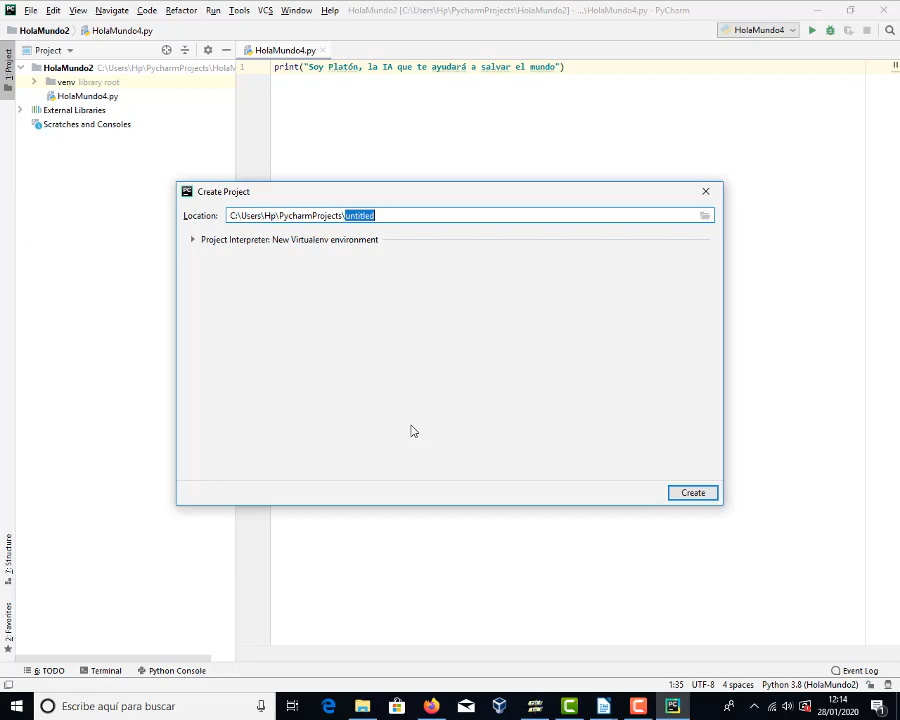 File Edit View Navigate Code Refactor Run Tools VCS Window Help HolaMundo2 [C:\Users\Hp\PycharmProjects\HolaMundo2] - ...\HolaMundo4.py - PyCharm
HolaMundo2 HolaMundo4.py HolaMundo4
1: Project
Project HolaMundo4.py
HolaMundo2 C:\Users\Hp\PycharmProjects\HolaM
venv library root
HolaMundo4.py
External Libraries
Scratches and Consoles
1 print("Soy Platón, la IA que te ayudará a salvar el mundo")
Create Project
Location: C:\Users\Hp\PycharmProjects\untitled
Project Interpreter: New Virtualenv environment
Create
7: Structure
2: Favorites
6: TODO Terminal Python Console Event Log
1:35 UTF-8 4 spaces Python 3.8 (HolaMundo2)
Escribe aquí para buscar
12:14
28/01/2020